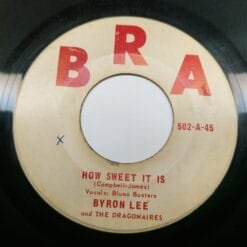 BRA
502-A-45
HOW SWEET IT IS
(Campbell-James)
Vocals: Blues Busters
BYRON LEE
and THE DRAGONAIRES
x